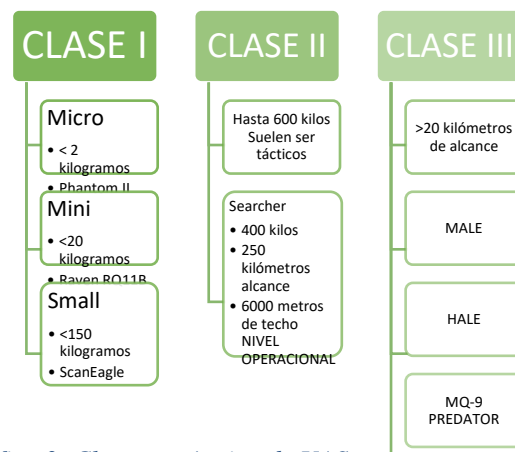 CLASE I
Micro
• < 2
kilogramos
• Phantom II
Mini
• <20
kilogramos
• Raven RQ11B
Small
• <150
kilogramos
• ScanEagle
CLASE II
Hasta 600 kilos
Suelen ser
tácticos
Searcher
• 400 kilos
• 250
kilómetros
alcance
• 6000 metros
de techo
NIVEL
OPERACIONAL
CLASE III
>20 kilómetros
de alcance
MALE
HALE
MQ-9
PREDATOR